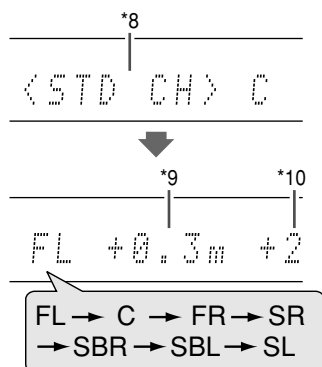 *8
<STD CH> C
*9 *10
FL +0.3m +2
FL → C → FR → SR
→ SBR → SBL → SL